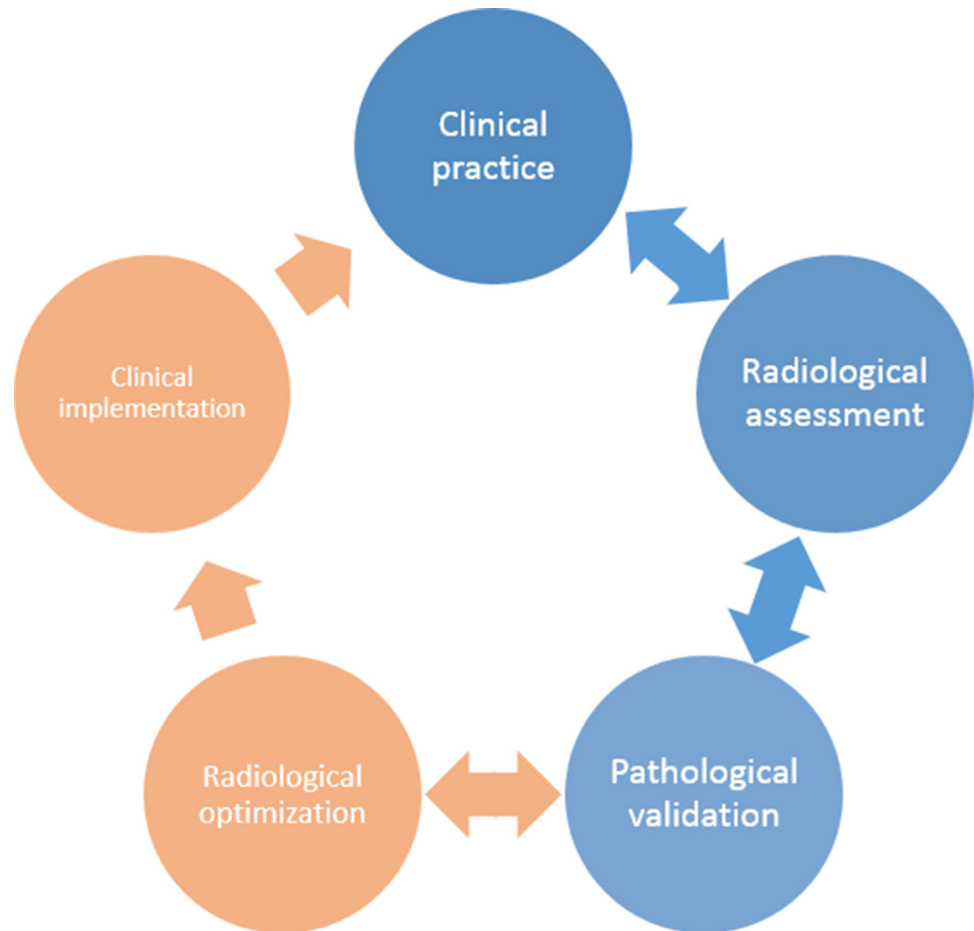 Clinical
practice
Radiological
assessment
Pathological
validation
Radiological
optimization
Clinical
implementation